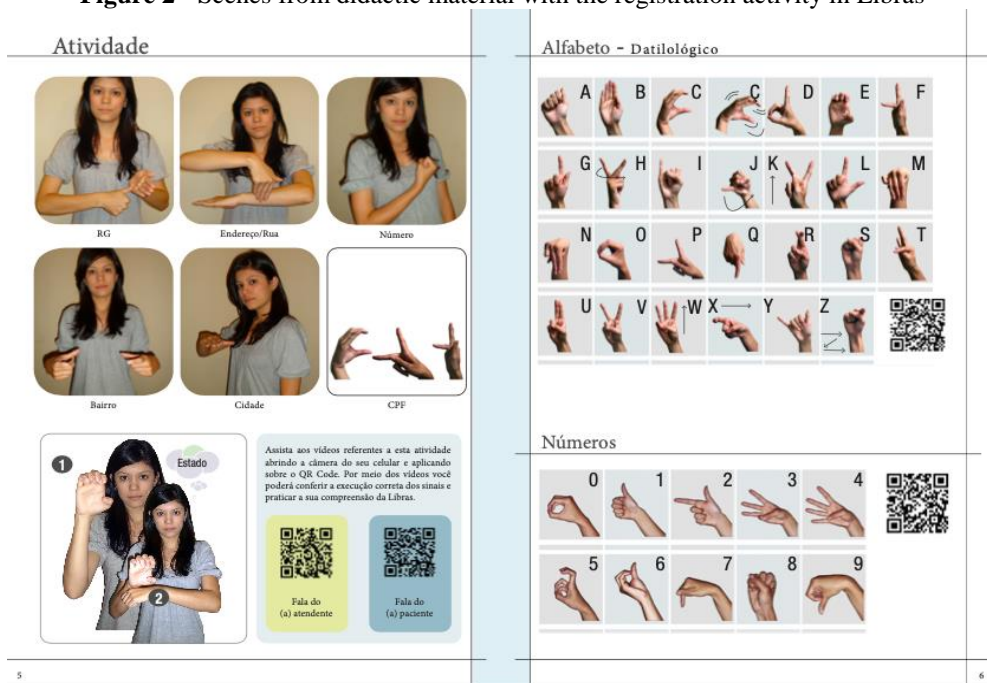 Figure 2 - Scenes from didactic material with the registration activity in Libras
Atividade
RG
Endereço/Rua
Número
Bairro
Cidade
CPF
1
Estado
2
Assista aos vídeos referentes a esta atividade
abrindo a câmera do seu celular e aplicando
sobre o QR Code. Por meio dos vídeos você
poderá conferir a execução correta dos sinais e
praticar a sua compreensão da Libras.
Fala do
(a) atendente
Fala do
(a) paciente
5
Alfabeto - Datilológico
A B C Ç D E F
G H I J K L M
N O P Q R S T
U V W X Y Z
Números
0 1 2 3 4
5 6 7 8 9
6